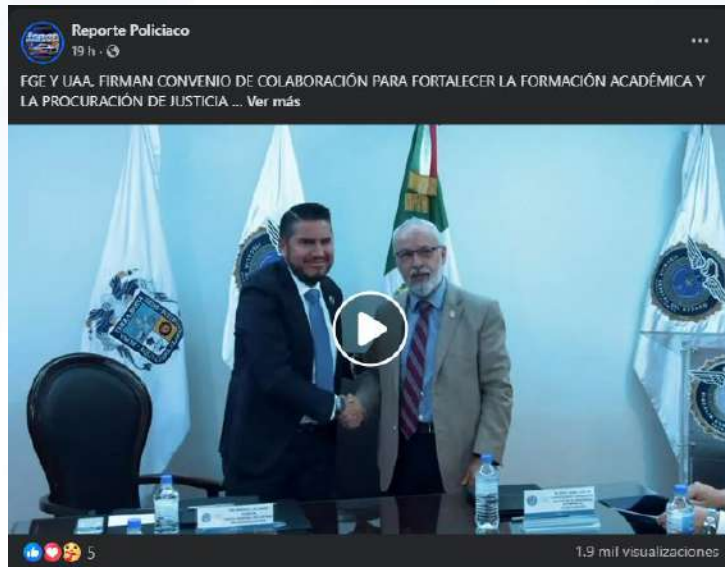 Reporte Policiaco
19 h
FGE Y UAA. FIRMAN CONVENIO DE COLABORACIÓN PARA FORTALECER LA FORMACIÓN ACADÉMICA Y
LA PROCURACIÓN DE JUSTICIA ... Ver más
5
1.9 mil visualizaciones